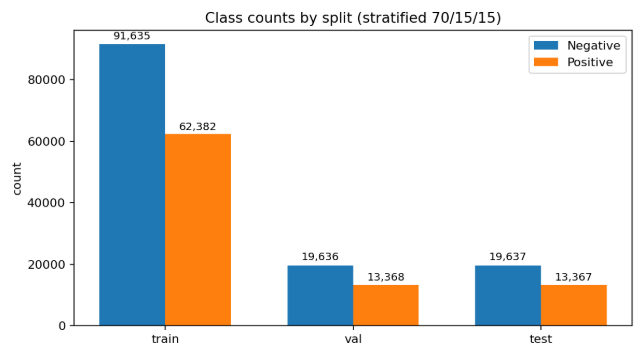 Class counts by split (stratified 70/15/15)
91,635
Negative
Positive
80000
62,382
60000
count
40000
19,636
19,637
20000
13,368
13,367
0
train
val
test